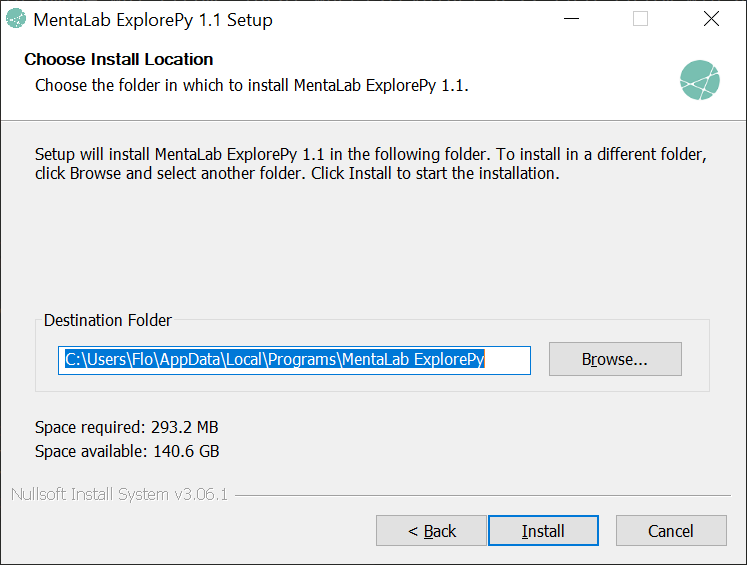 MentaLab ExplorePy 1.1 Setup
Choose Install Location
Choose the folder in which to install MentaLab ExplorePy 1.1.
Setup will install MentaLab ExplorePy 1.1 in the following folder. To install in a different folder,
click Browse and select another folder. Click Install to start the installation.
Destination Folder
C:\Users\Flo\AppData\Local\Programs\MentaLab ExplorePy
Browse...
Space required: 293.2 MB
Space available: 140.6 GB
Nullsoft Install System v3.06.1
< Back
Install
Cancel